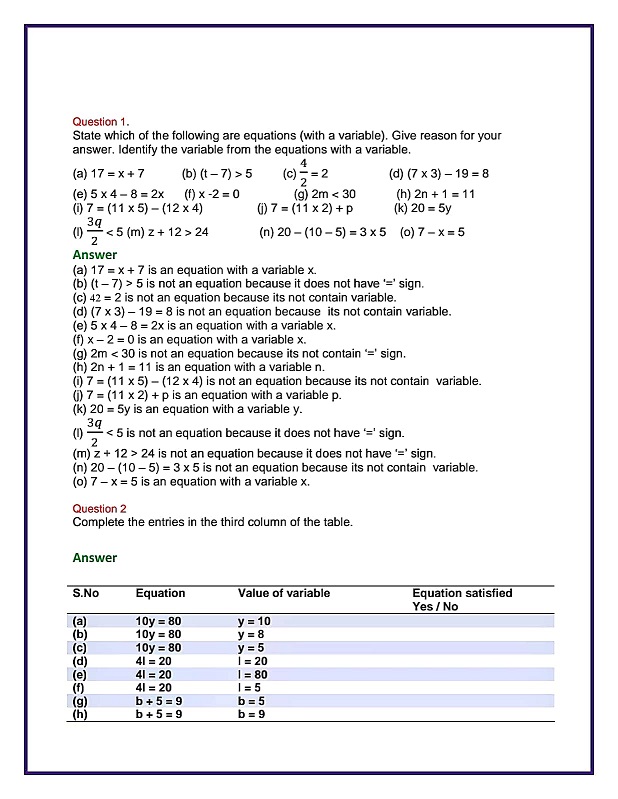 Question 1.
State which of the following are equations (with a variable). Give reason for your
answer. Identify the variable from the equations with a variable.
(a) 17 = x + 7 (b) (t – 7) > 5 (c) 4/2 = 2 (d) (7 x 3) – 19 = 8
(e) 5 x 4 – 8 = 2x (f) x -2 = 0 (g) 2m < 30 (h) 2n + 1 = 11
(i) 7 = (11 x 5) – (12 x 4) (j) 7 = (11 x 2) + p (k) 20 = 5y
(l) 3q/2 < 5 (m) z + 12 > 24 (n) 20 – (10 – 5) = 3 x 5 (o) 7 – x = 5
Answer
(a) 17 = x + 7 is an equation with a variable x.
(b) (t – 7) > 5 is not an equation because it does not have ‘=’ sign.
(c) 42 = 2 is not an equation because its not contain variable.
(d) (7 x 3) – 19 = 8 is not an equation because its not contain variable.
(e) 5 x 4 – 8 = 2x is an equation with a variable x.
(f) x – 2 = 0 is an equation with a variable x.
(g) 2m < 30 is not an equation because its not contain ‘=’ sign.
(h) 2n + 1 = 11 is an equation with a variable n.
(i) 7 = (11 x 5) – (12 x 4) is not an equation because its not contain variable.
(j) 7 = (11 x 2) + p is an equation with a variable p.
(k) 20 = 5y is an equation with a variable y.
(l) 3q/2 < 5 is not an equation because it does not have ‘=’ sign.
(m) z + 12 > 24 is not an equation because it does not have ‘=’ sign.
(n) 20 – (10 – 5) = 3 x 5 is not an equation because its not contain variable.
(o) 7 – x = 5 is an equation with a variable x.
Question 2
Complete the entries in the third column of the table.
Answer
S.No Equation Value of variable Equation satisfied
Yes / No
(a) 10y = 80 y = 10
(b) 10y = 80 y = 8
(c) 10y = 80 y = 5
(d) 4l = 20 l = 20
(e) 4l = 20 l = 80
(f) 4l = 20 l = 5
(g) b + 5 = 9 b = 5
(h) b + 5 = 9 b = 9